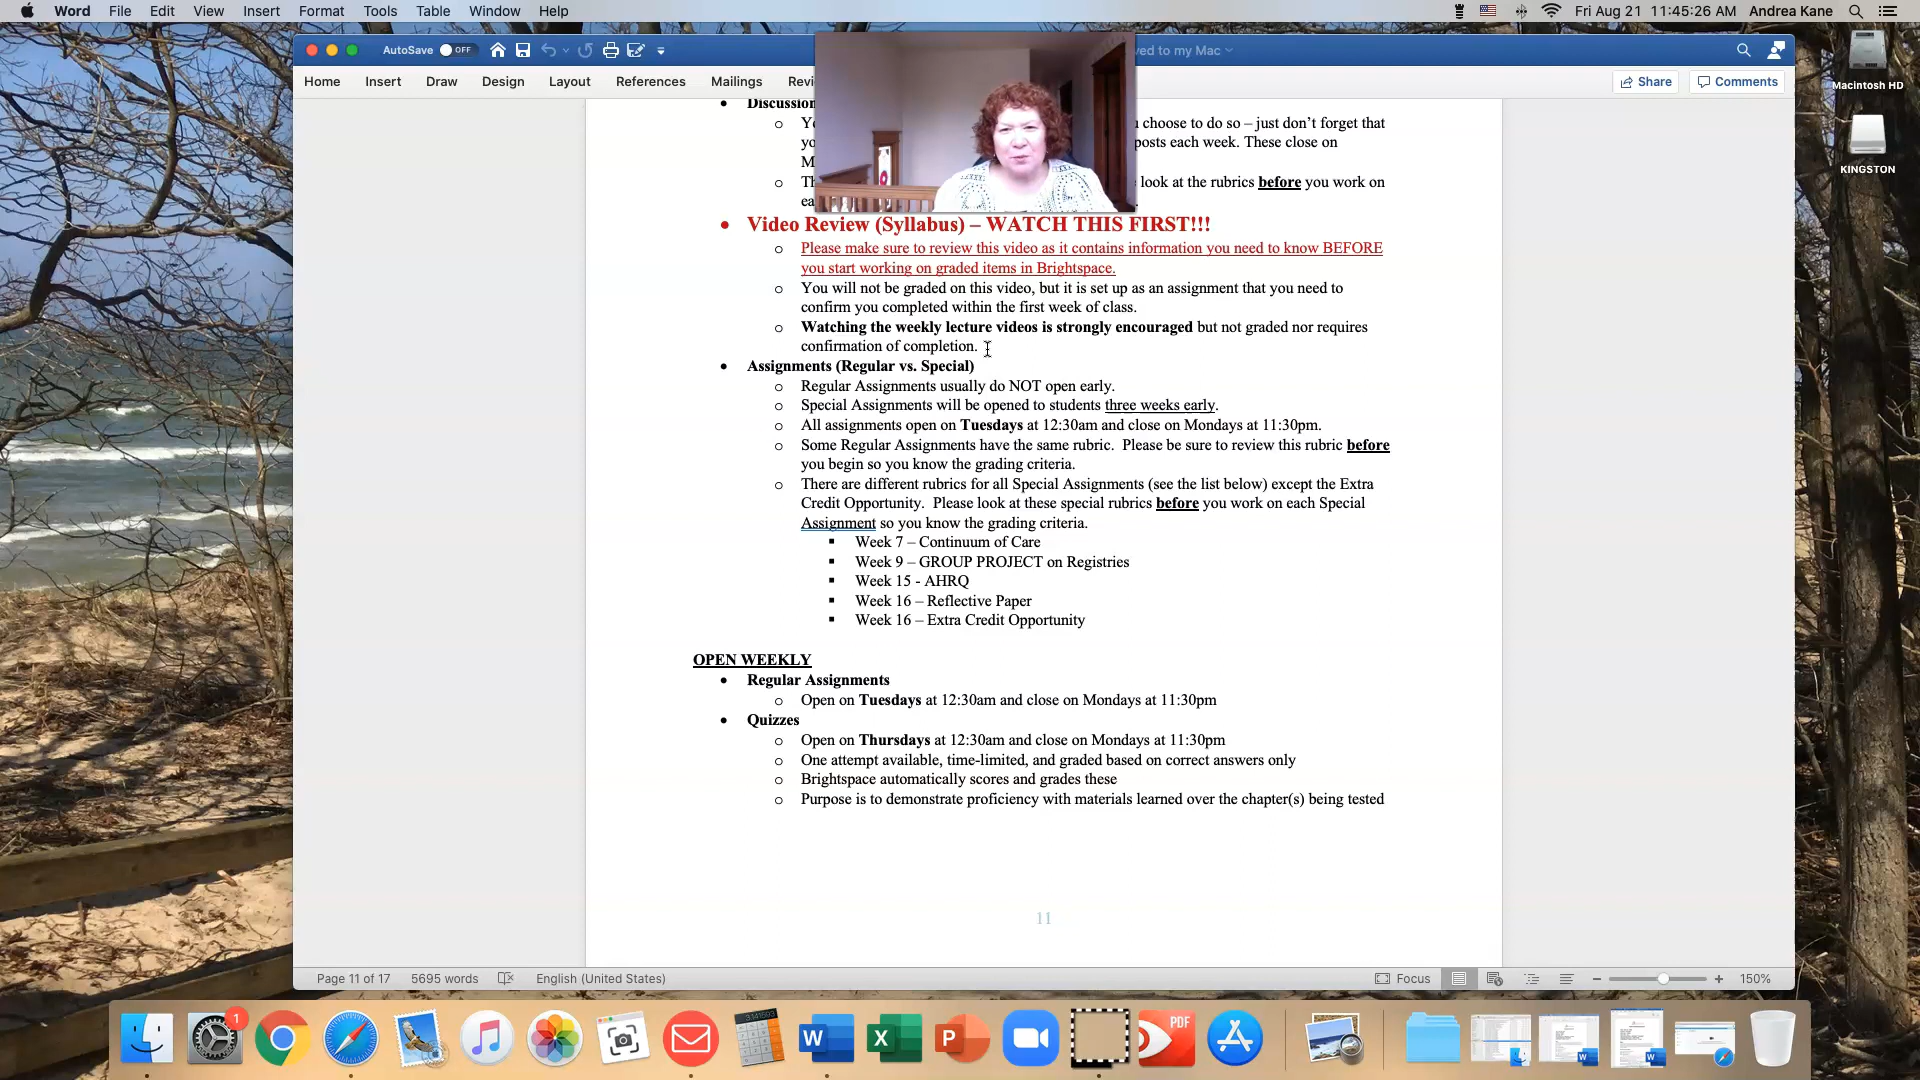 Word File Edit View Insert Format Tools Table Window Help Fri Aug 21 11:45:26 AM Andrea Kane
AutoSave OFF ved to my Mac
Home Insert Draw Design Layout References Mailings Revi Share Comments
Macintosh HD
KINGSTON
• Discussion
o choose to do so – just don't forget that
posts each week. These close on
o look at the rubrics before you work on
• Video Review (Syllabus) – WATCH THIS FIRST!!!
o Please make sure to review this video as it contains information you need to know BEFORE
you start working on graded items in Brightspace.
o You will not be graded on this video, but it is set up as an assignment that you need to
confirm you completed within the first week of class.
o Watching the weekly lecture videos is strongly encouraged but not graded nor requires
confirmation of completion.
• Assignments (Regular vs. Special)
o Regular Assignments usually do NOT open early.
o Special Assignments will be opened to students three weeks early.
o All assignments open on Tuesdays at 12:30am and close on Mondays at 11:30pm.
o Some Regular Assignments have the same rubric. Please be sure to review this rubric before
you begin so you know the grading criteria.
o There are different rubrics for all Special Assignments (see the list below) except the Extra
Credit Opportunity. Please look at these special rubrics before you work on each Special
Assignment so you know the grading criteria.
▪ Week 7 – Continuum of Care
▪ Week 9 – GROUP PROJECT on Registries
▪ Week 15 - AHRQ
▪ Week 16 – Reflective Paper
▪ Week 16 – Extra Credit Opportunity
OPEN WEEKLY
• Regular Assignments
o Open on Tuesdays at 12:30am and close on Mondays at 11:30pm
• Quizzes
o Open on Thursdays at 12:30am and close on Mondays at 11:30pm
o One attempt available, time-limited, and graded based on correct answers only
o Brightspace automatically scores and grades these
o Purpose is to demonstrate proficiency with materials learned over the chapter(s) being tested
11
Page 11 of 17 5695 words English (United States) Focus 150%
1
PDF